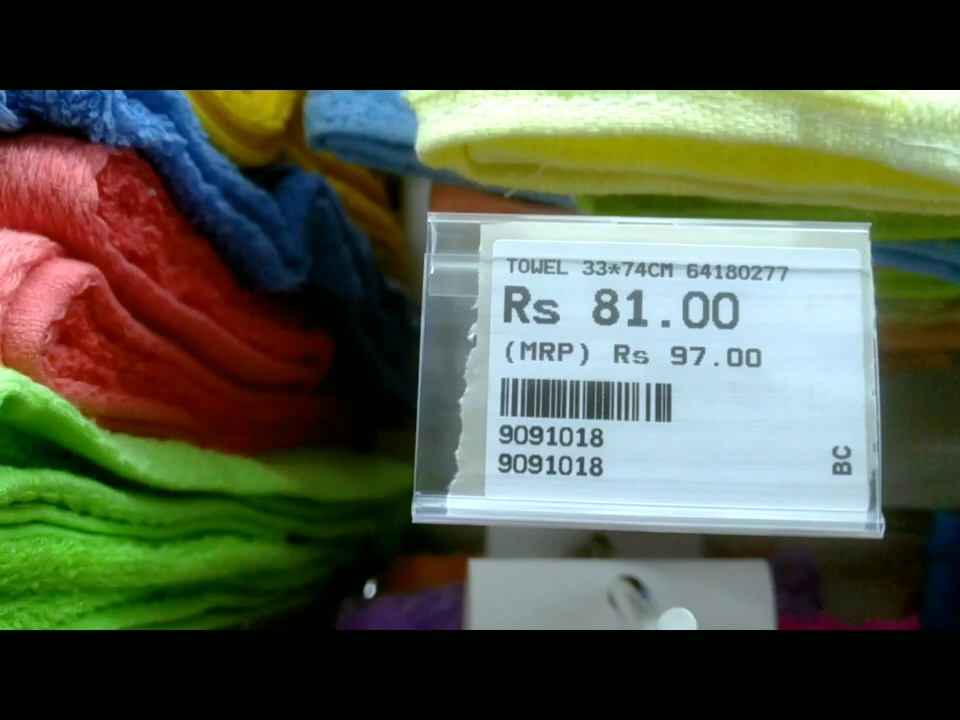 TOWEL 33*74CM 64180277
Rs 81.00
(MRP) Rs 97.00
9091018
9091018
BC